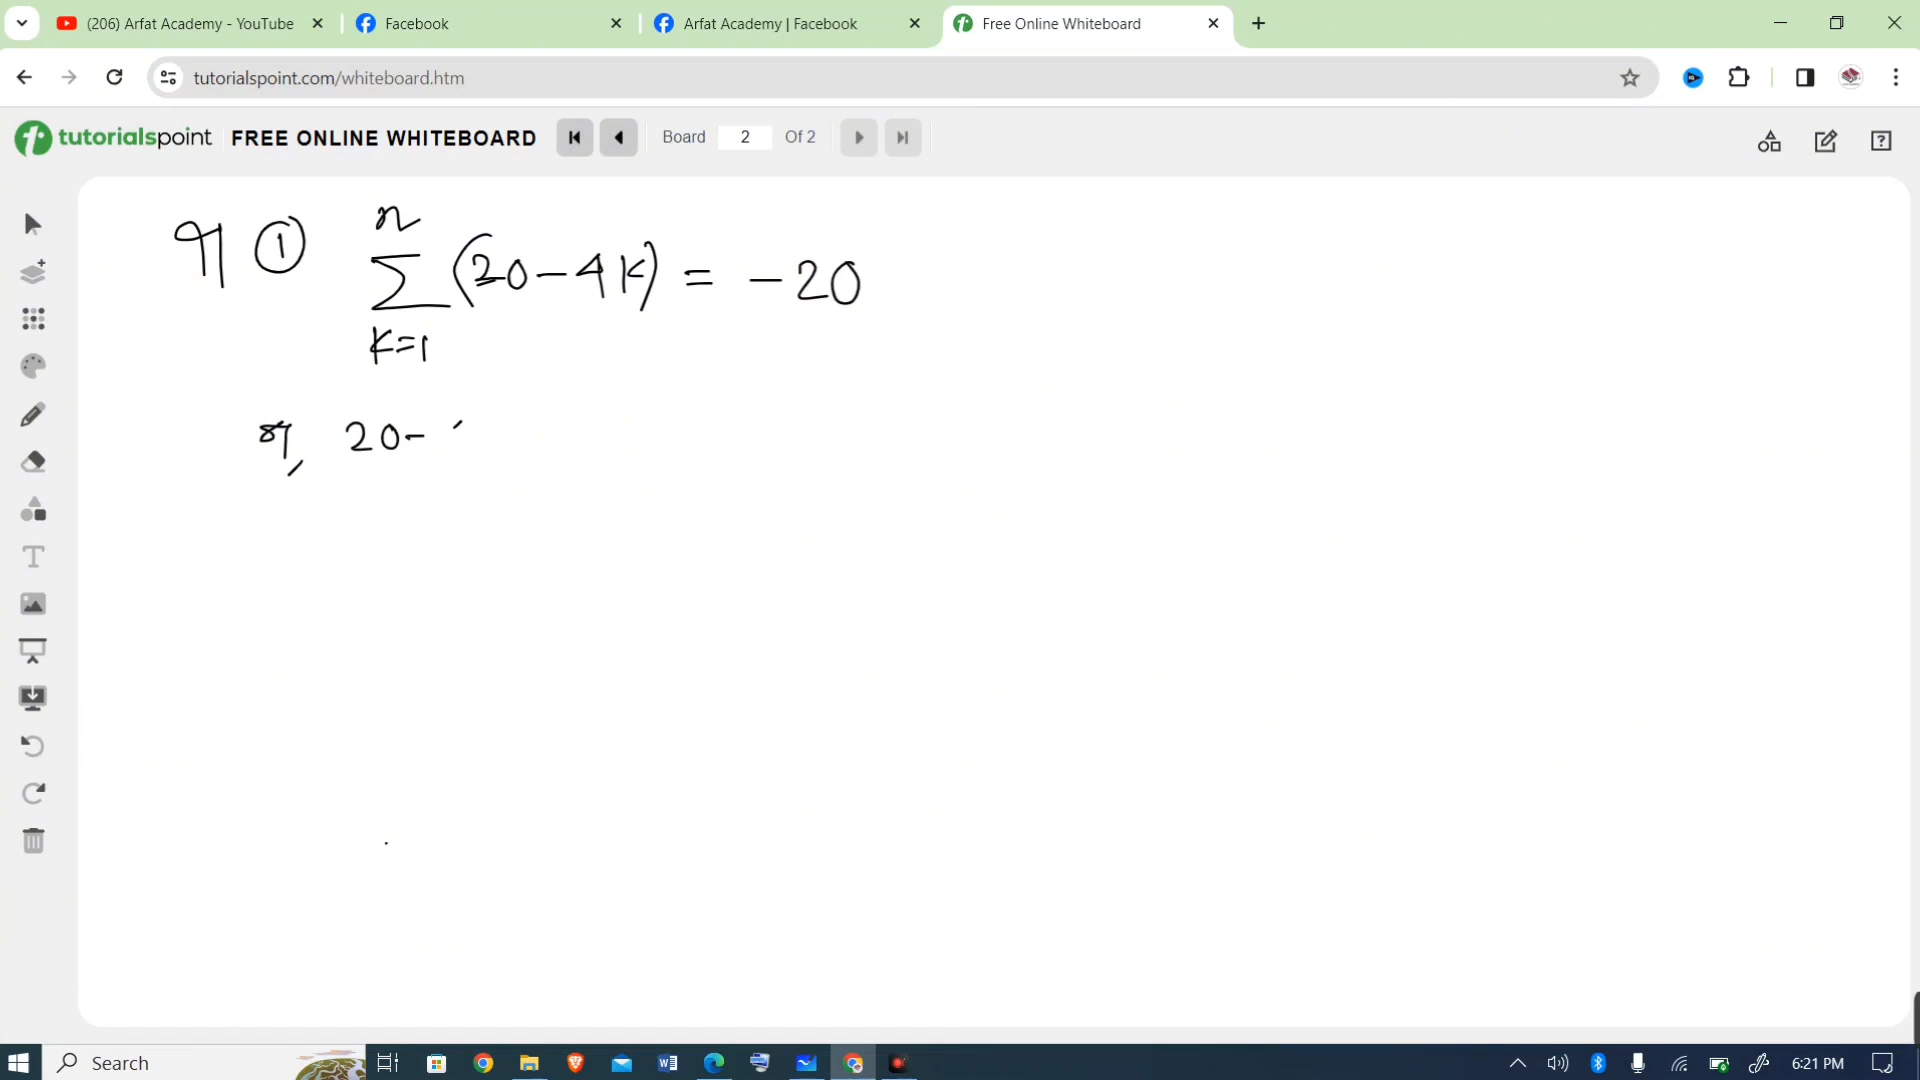 (206) Arfat Academy - YouTube
Facebook
Arfat Academy | Facebook
Free Online Whiteboard
tutorialspoint.com/whiteboard.htm
tutorialspoint FREE ONLINE WHITEBOARD
Board 2 Of 2
গ ① n
∑ (20-4K) = -20
K=1
বা, 20-
Search
6:21 PM